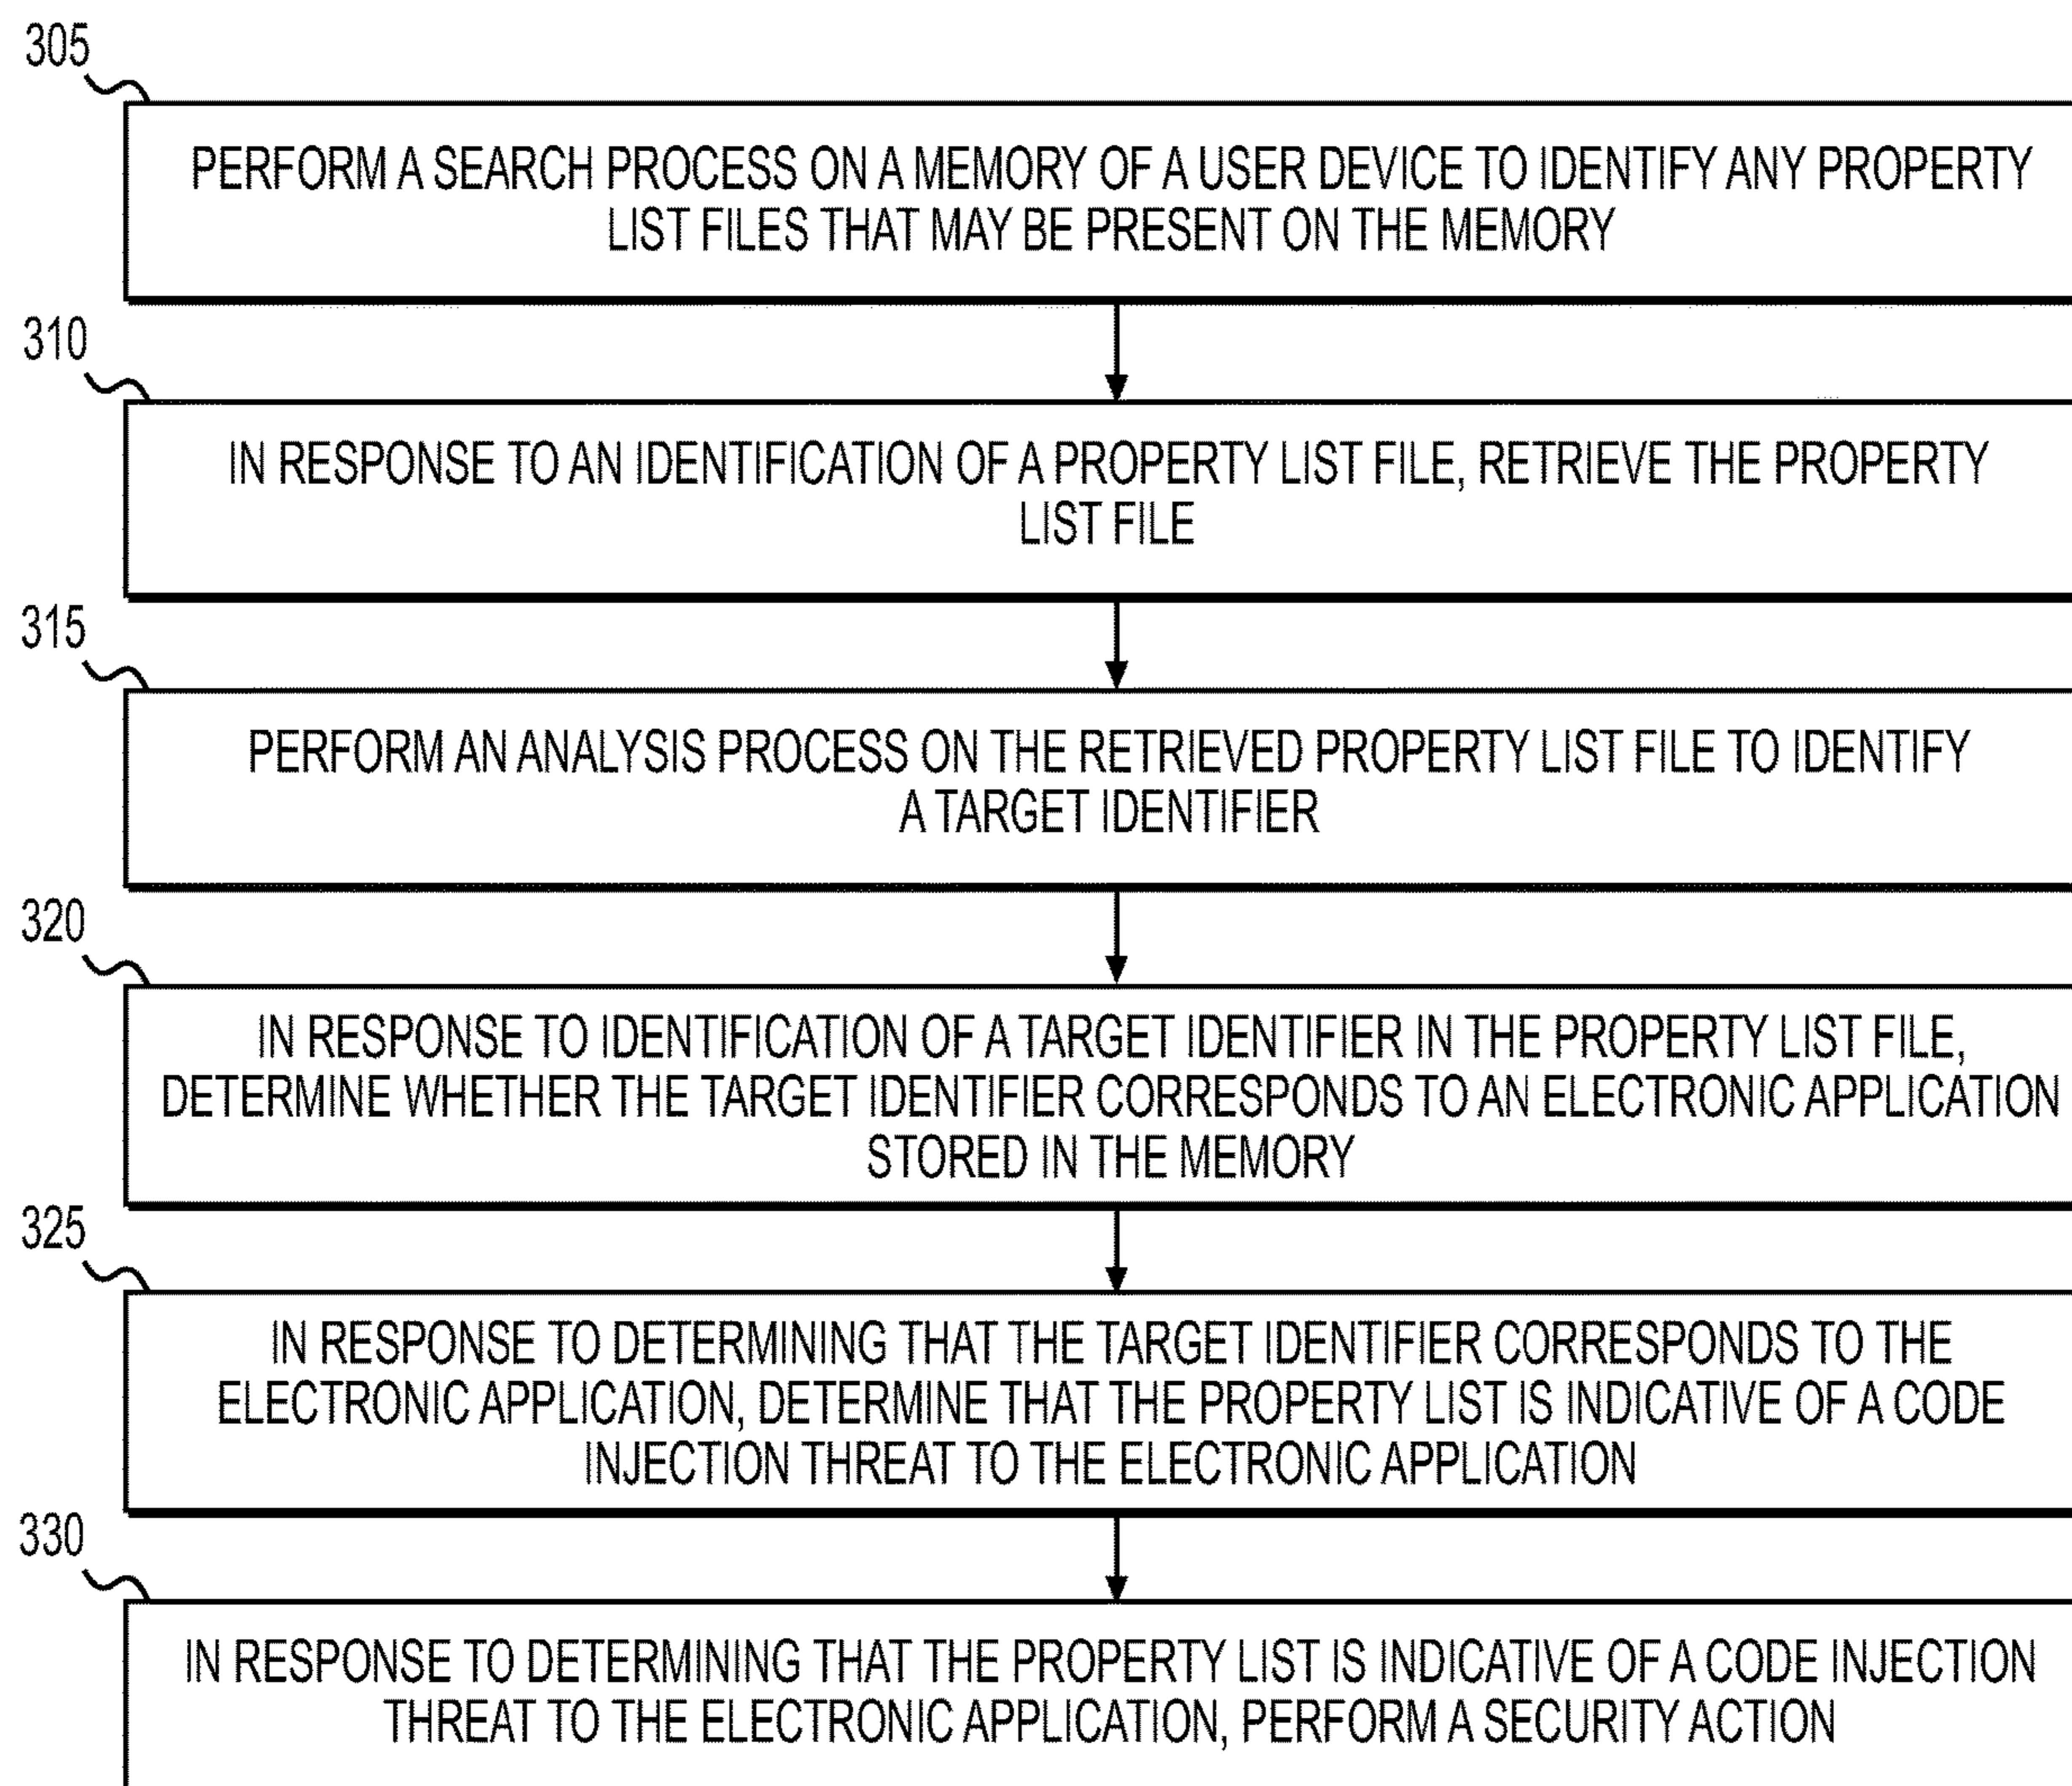 305
PERFORM A SEARCH PROCESS ON A MEMORY OF A USER DEVICE TO IDENTIFY ANY PROPERTY
LIST FILES THAT MAY BE PRESENT ON THE MEMORY
310
IN RESPONSE TO AN IDENTIFICATION OF A PROPERTY LIST FILE, RETRIEVE THE PROPERTY
LIST FILE
315
PERFORM AN ANALYSIS PROCESS ON THE RETRIEVED PROPERTY LIST FILE TO IDENTIFY
A TARGET IDENTIFIER
320
IN RESPONSE TO IDENTIFICATION OF A TARGET IDENTIFIER IN THE PROPERTY LIST FILE,
DETERMINE WHETHER THE TARGET IDENTIFIER CORRESPONDS TO AN ELECTRONIC APPLICATION
STORED IN THE MEMORY
325
IN RESPONSE TO DETERMINING THAT THE TARGET IDENTIFIER CORRESPONDS TO THE
ELECTRONIC APPLICATION, DETERMINE THAT THE PROPERTY LIST IS INDICATIVE OF A CODE
INJECTION THREAT TO THE ELECTRONIC APPLICATION
330
IN RESPONSE TO DETERMINING THAT THE PROPERTY LIST IS INDICATIVE OF A CODE INJECTION
THREAT TO THE ELECTRONIC APPLICATION, PERFORM A SECURITY ACTION